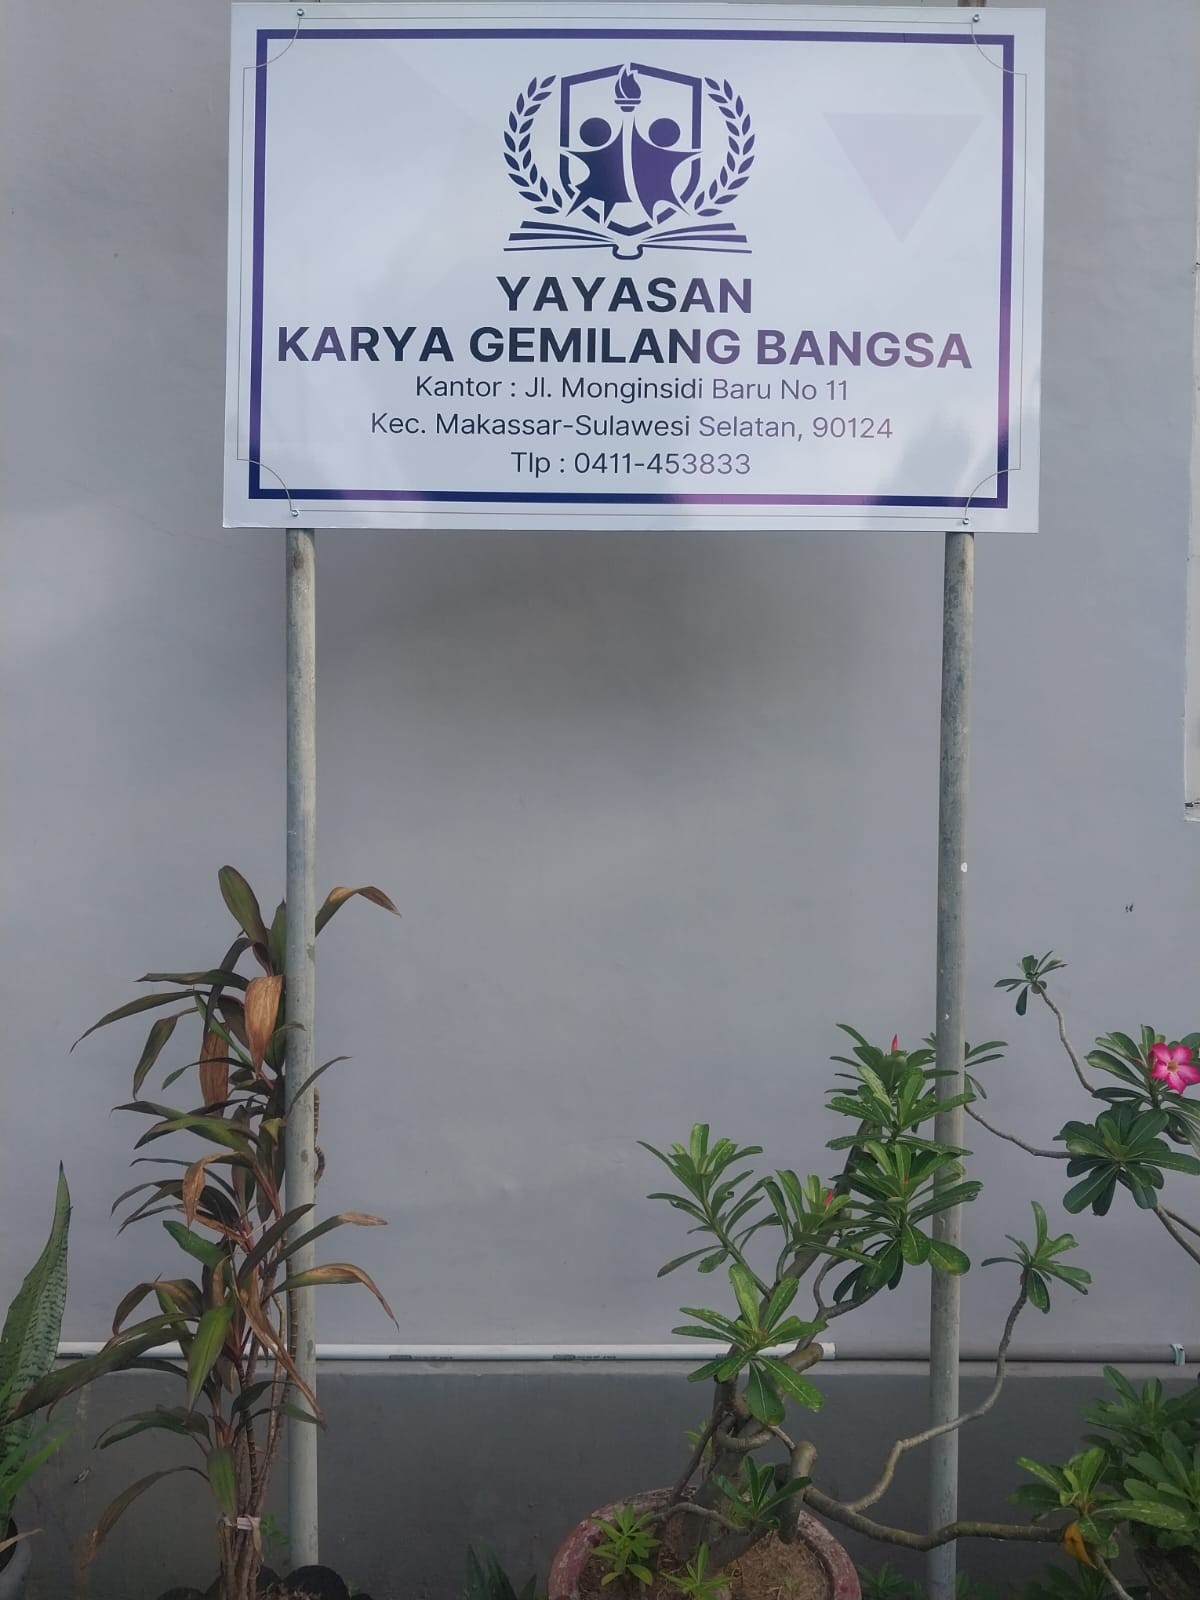 YAYASAN
KARYA GEMILANG BANGSA
Kantor : Jl. Monginsidi Baru No 11
Kec. Makassar-Sulawesi Selatan, 90124
Tlp : 0411-453833